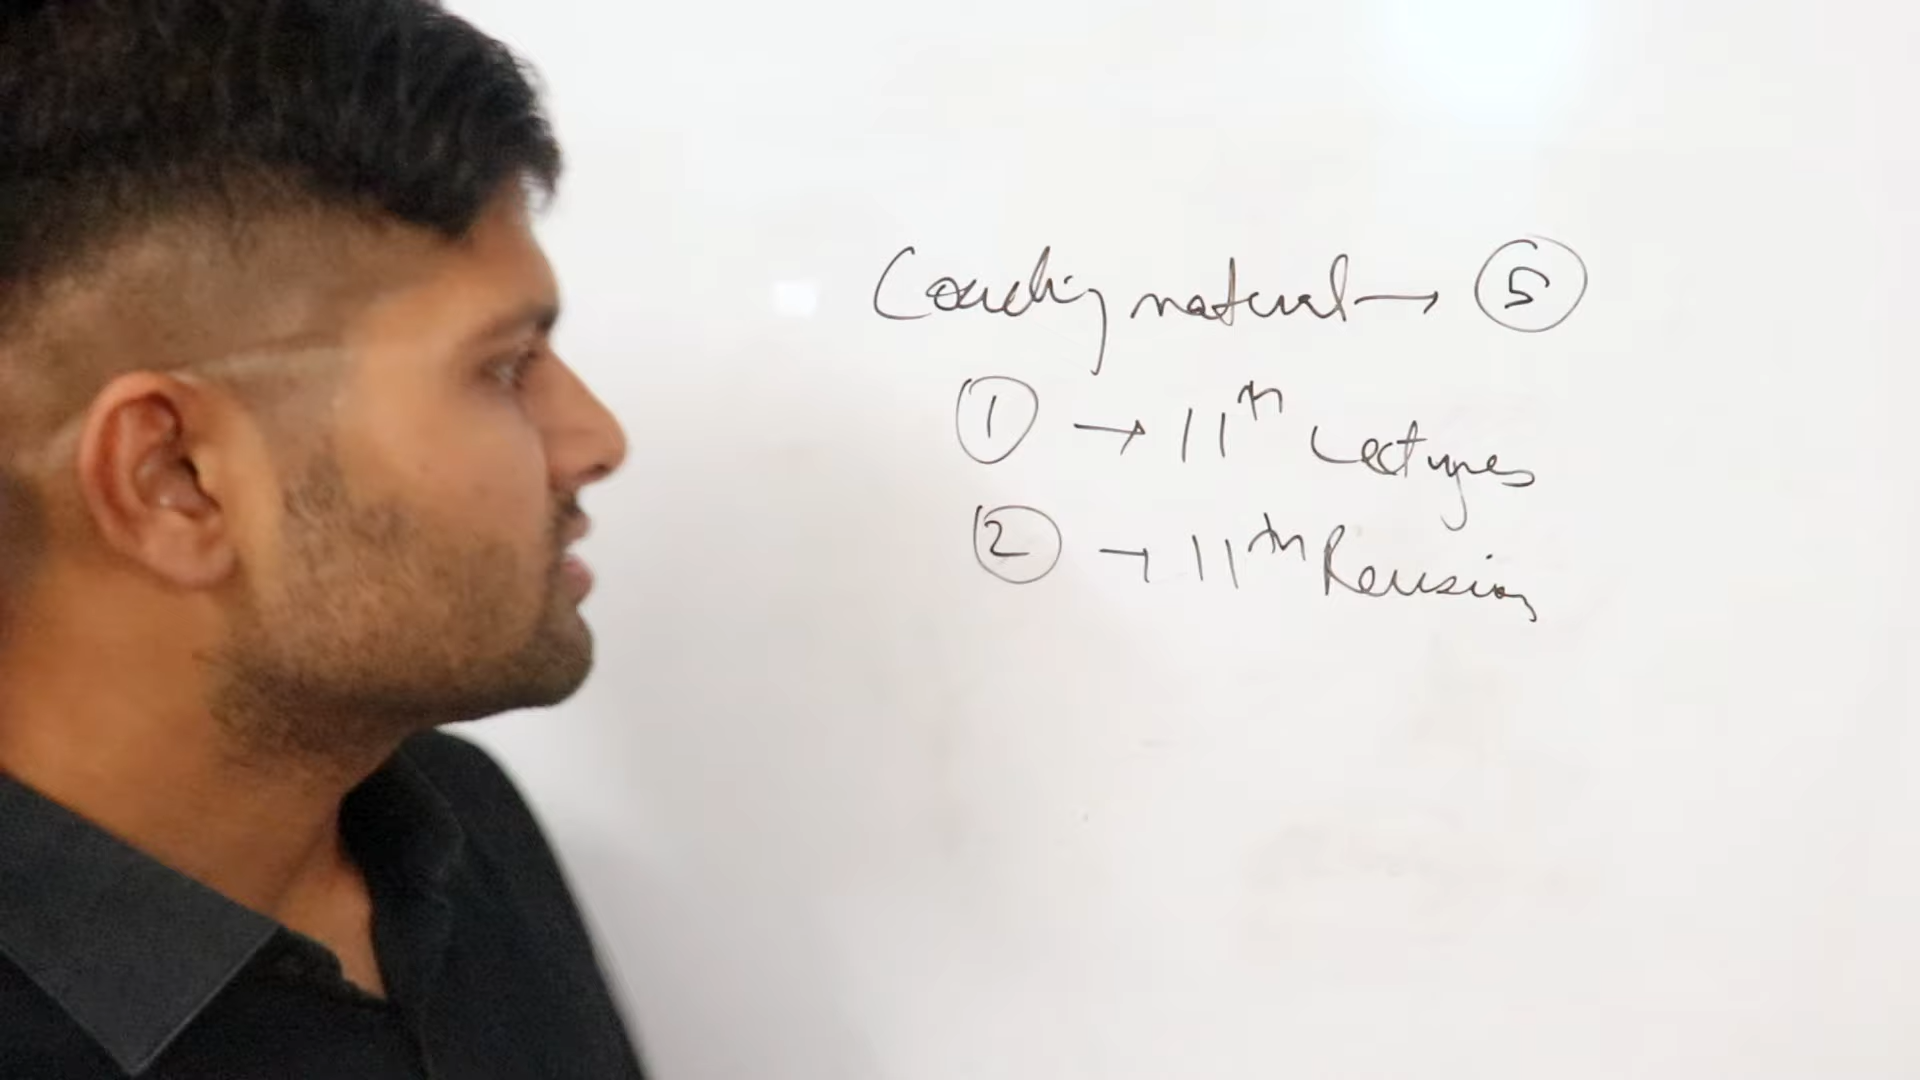 Coaching material → ⑤
① → 11th Lectures
② → 11th Revision